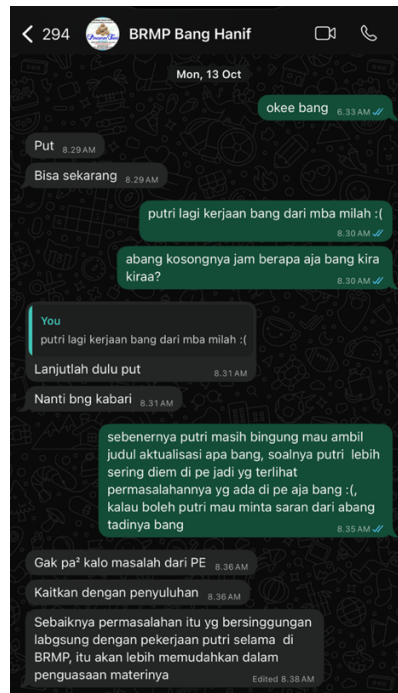 294
BRMP Bang Hanif
Mon, 13 Oct
okee bang 6.33 AM
Put 8.29 AM
Bisa sekarang 8.29 AM
putri lagi kerjaan bang dari mba milah :(
8.30 AM
abang kosongnya jam berapa aja bang kira
kiraa?
8.30 AM
You
putri lagi kerjaan bang dari mba milah :(
Lanjutlah dulu put 8.31 AM
Nanti bng kabari 8.31 AM
sebenernya putri masih bingung mau ambil
judul aktualisasi apa bang, soalnya putri lebih
sering diem di pe jadi yg terlihat
permasalahannya yg ada di pe aja bang :(,
kalau boleh putri mau minta saran dari abang
tadinya bang
8.35 AM
Gak pa² kalo masalah dari PE 8.36 AM
Kaitkan dengan penyuluhan 8.36 AM
Sebaiknya permasalahan itu yg bersinggungan
labgsung dengan pekerjaan putri selama di
BRMP, itu akan lebih memudahkan dalam
penguasaan materinya
Edited 8.38 AM